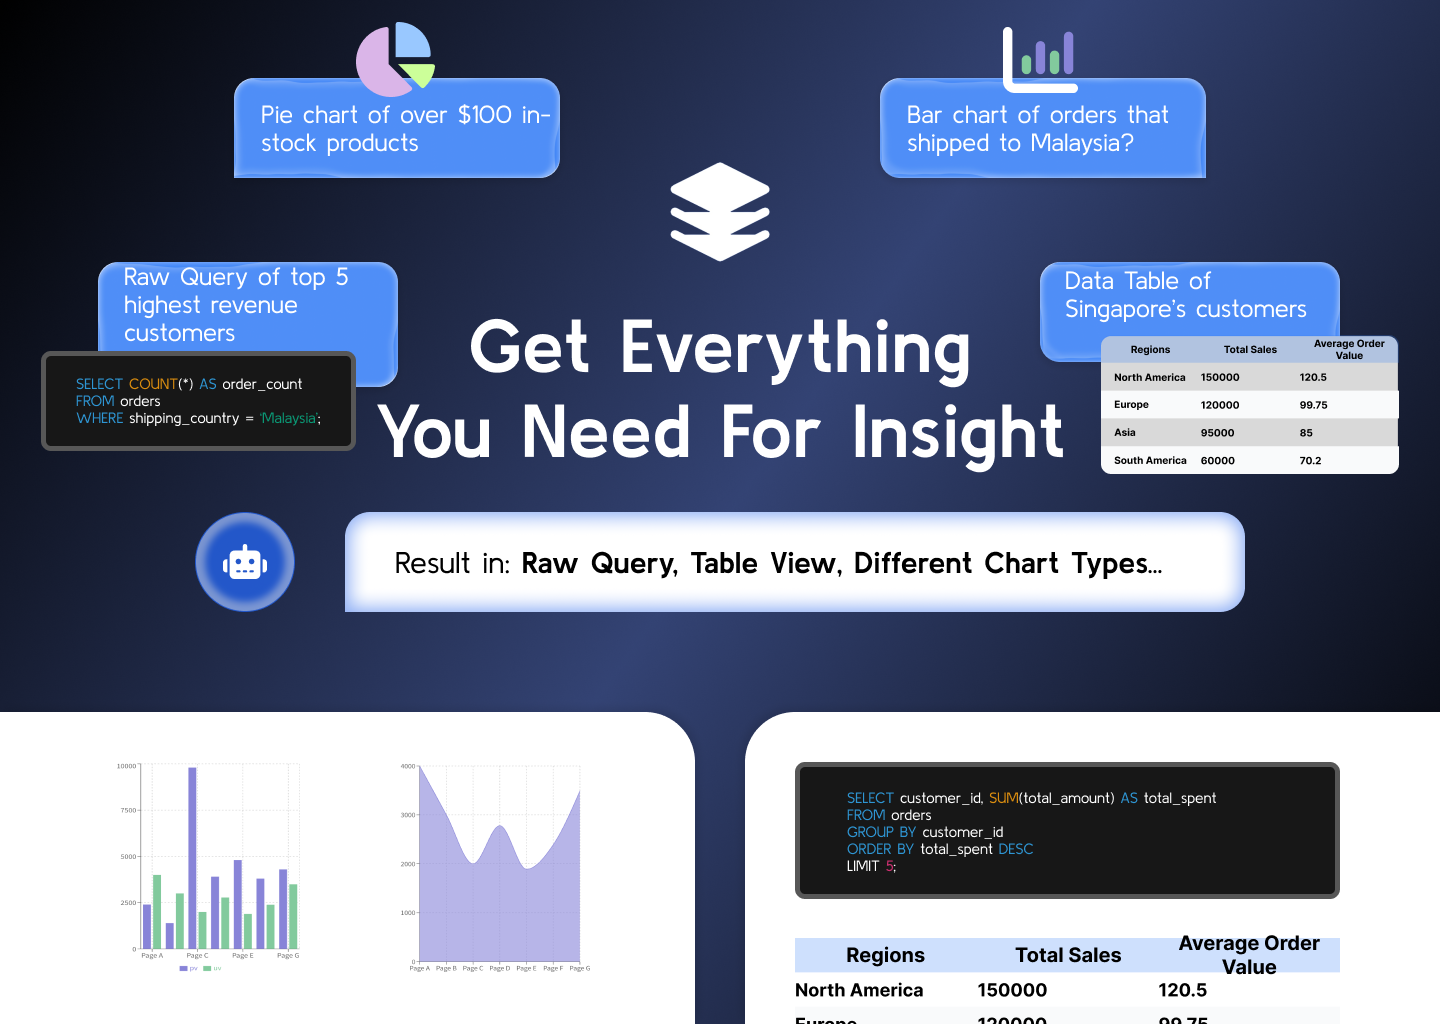 Pie chart of over $100 in-
stock products
Bar chart of orders that
shipped to Malaysia?
Raw Query of top 5
highest revenue
customers
SELECT COUNT(*) AS order_count
FROM orders
WHERE shipping_country = 'Malaysia';
Data Table of
Singapore's customers
Regions Total Sales Average Order Value
North America 150000 120.5
Europe 120000 99.75
Asia 95000 85
South America 60000 70.2
Get Everything
You Need For Insight
Result in: Raw Query, Table View, Different Chart Types...
10000
7500
5000
2500
0
Page A Page C Page E Page G
pv uv
4000
3000
2000
1000
0
Page A Page B Page C Page D Page E Page F Page G
SELECT customer_id, SUM(total_amount) AS total_spent
FROM orders
GROUP BY customer_id
ORDER BY total_spent DESC
LIMIT 5;
Regions Total Sales Average Order Value
North America 150000 120.5
Europe 120000 99.75